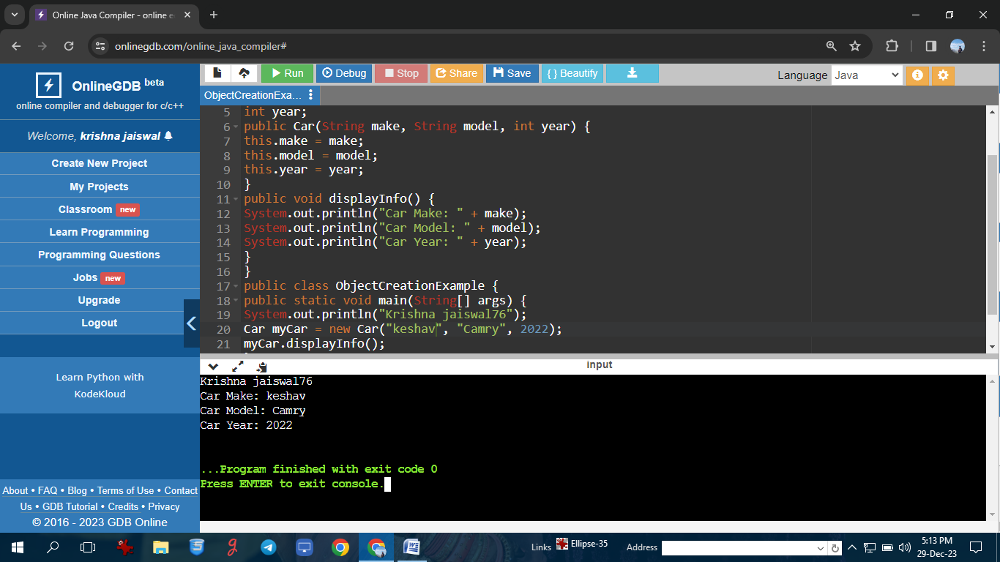 Online Java Compiler - online e
onlinegdb.com/online_java_compiler#
OnlineGDB beta
online compiler and debugger for c/c++
Welcome, krishna jaiswal
Create New Project
My Projects
Classroom new
Learn Programming
Programming Questions
Jobs new
Upgrade
Logout
Learn Python with
KodeKloud
About • FAQ • Blog • Terms of Use • Contact
Us • GDB Tutorial • Credits • Privacy
© 2016 - 2023 GDB Online
Run Debug Stop Share Save { } Beautify
Language Java
ObjectCreationExa...
5 int year;
6 public Car(String make, String model, int year) {
7 this.make = make;
8 this.model = model;
9 this.year = year;
10 }
11 public void displayInfo() {
12 System.out.println("Car Make: " + make);
13 System.out.println("Car Model: " + model);
14 System.out.println("Car Year: " + year);
15 }
16 }
17 public class ObjectCreationExample {
18 public static void main(String[] args) {
19 System.out.println("Krishna jaiswal76");
20 Car myCar = new Car("keshav", "Camry", 2022);
21 myCar.displayInfo();
input
Krishna jaiswal76
Car Make: keshav
Car Model: Camry
Car Year: 2022
...Program finished with exit code 0
Press ENTER to exit console.
Links Ellipse-35 Address
5:13 PM
29-Dec-23